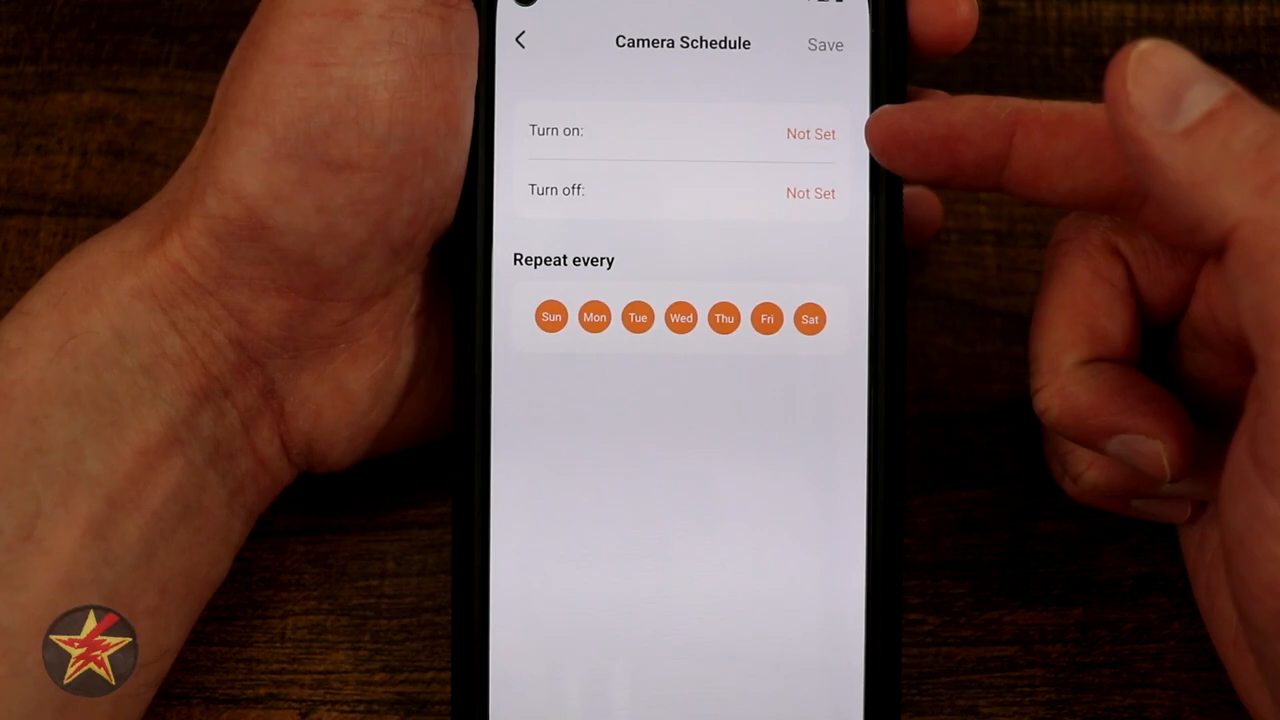 Camera Schedule
Save
Turn on:
Not Set
Turn off:
Not Set
Repeat every
Sun Mon Tue Wed Thu Fri Sat